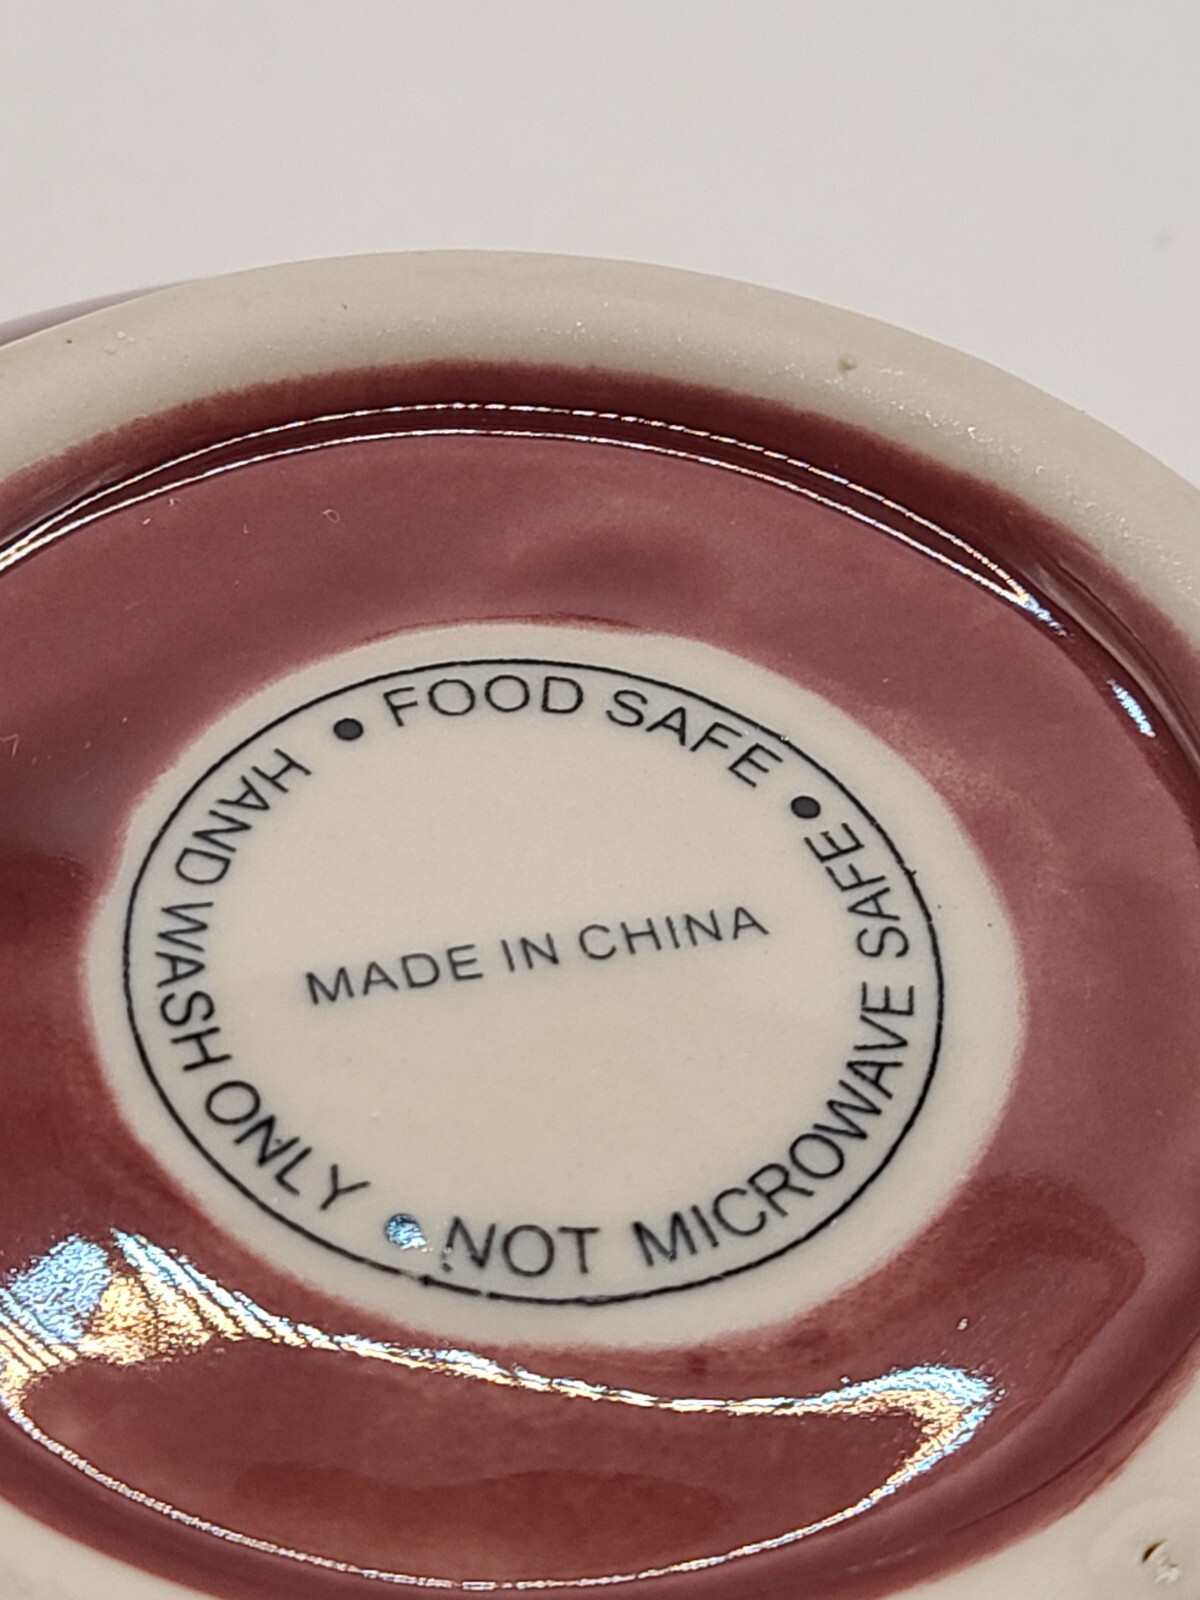 • FOOD SAFE • NOT MICROWAVE SAFE • HAND WASH ONLY
MADE IN CHINA